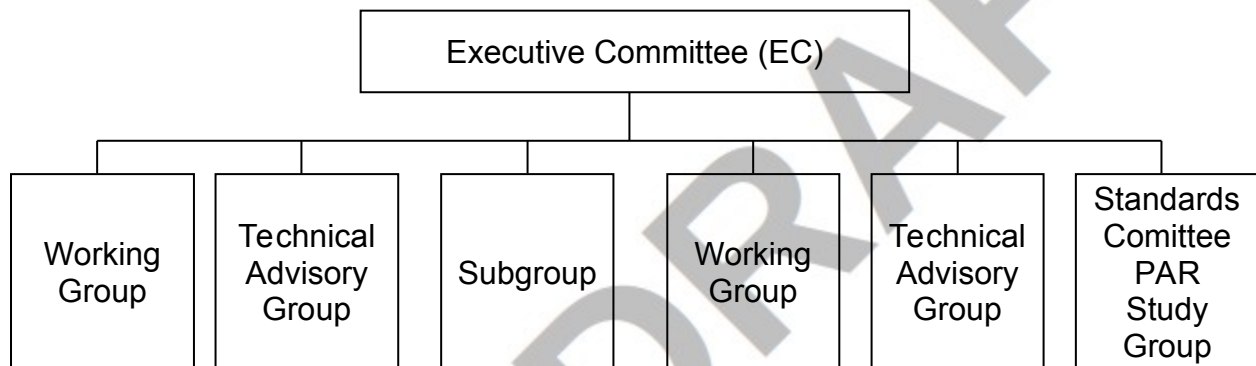 Executive Committee (EC)
Working
Group
Technical
Advisory
Group
Subgroup
Working
Group
Technical
Advisory
Group
Standards
Comittee
PAR
Study
Group
DRAF